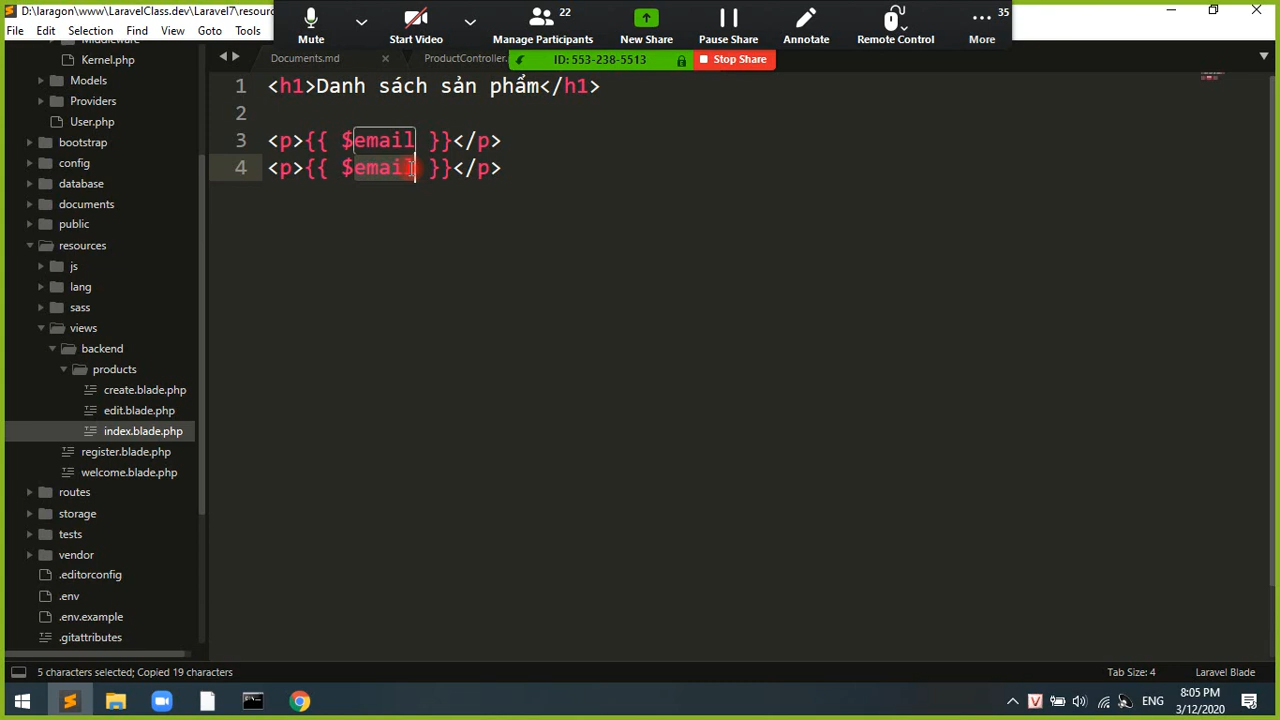 D:\laragon\www\LaravelClass.dev\Laravel7\resour
File Edit Selection Find View Goto Tools
Mute
Start Video
22
Manage Participants
New Share
Pause Share
Annotate
Remote Control
35
More
ID: 553-238-5513
Stop Share
Documents.md
ProductController.
Kernel.php
Models
Providers
User.php
bootstrap
config
database
documents
public
resources
js
lang
sass
views
backend
products
create.blade.php
edit.blade.php
index.blade.php
register.blade.php
welcome.blade.php
routes
storage
tests
vendor
.editorconfig
.env
.env.example
.gitattributes
1 <h1>Danh sách sản phẩm</h1>
2
3 <p>{{ $email }}</p>
4 <p>{{ $email }}</p>
5 characters selected; Copied 19 characters
Tab Size: 4
Laravel Blade
ENG
8:05 PM
3/12/2020